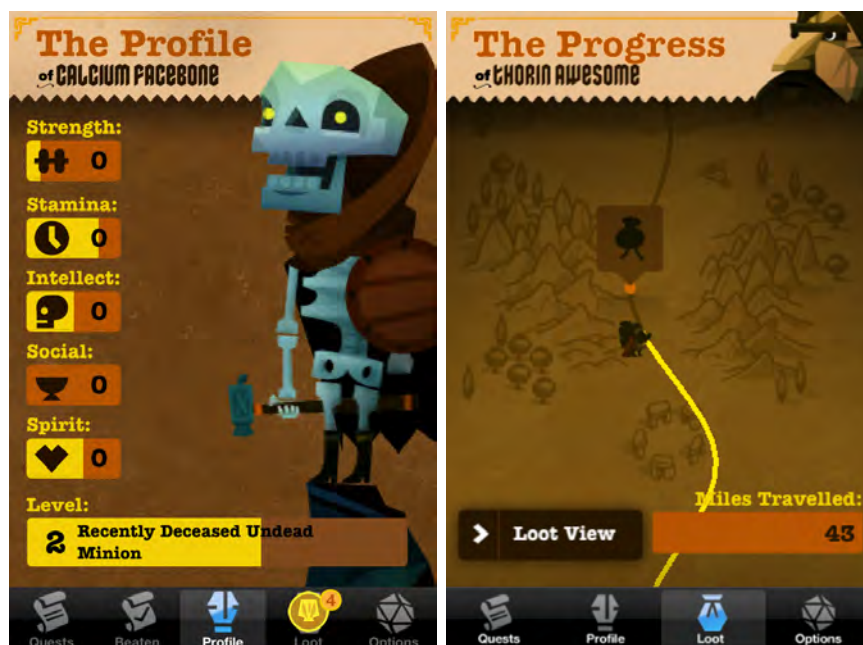 The Profile
of CALCIUM FACEBONE
Strength:
0
Stamina:
0
Intellect:
0
Social:
0
Spirit:
0
Level:
2 Recently Deceased Undead
Minion
4
Quests Beaten Profile Loot Options
The Progress
of THORIN AWESOME
Miles Travelled:
Loot View 43
Quests Profile Loot Options